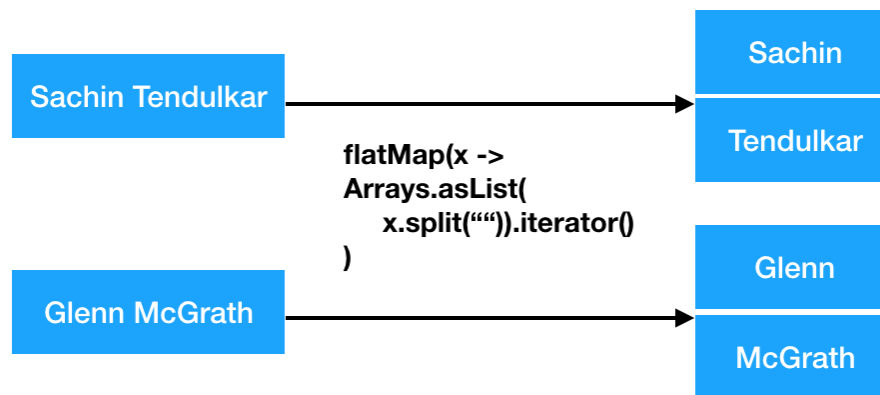 Sachin Tendulkar
Sachin
Tendulkar
flatMap(x ->
Arrays.asList(
x.split(““)).iterator()
)
Glenn McGrath
Glenn
McGrath